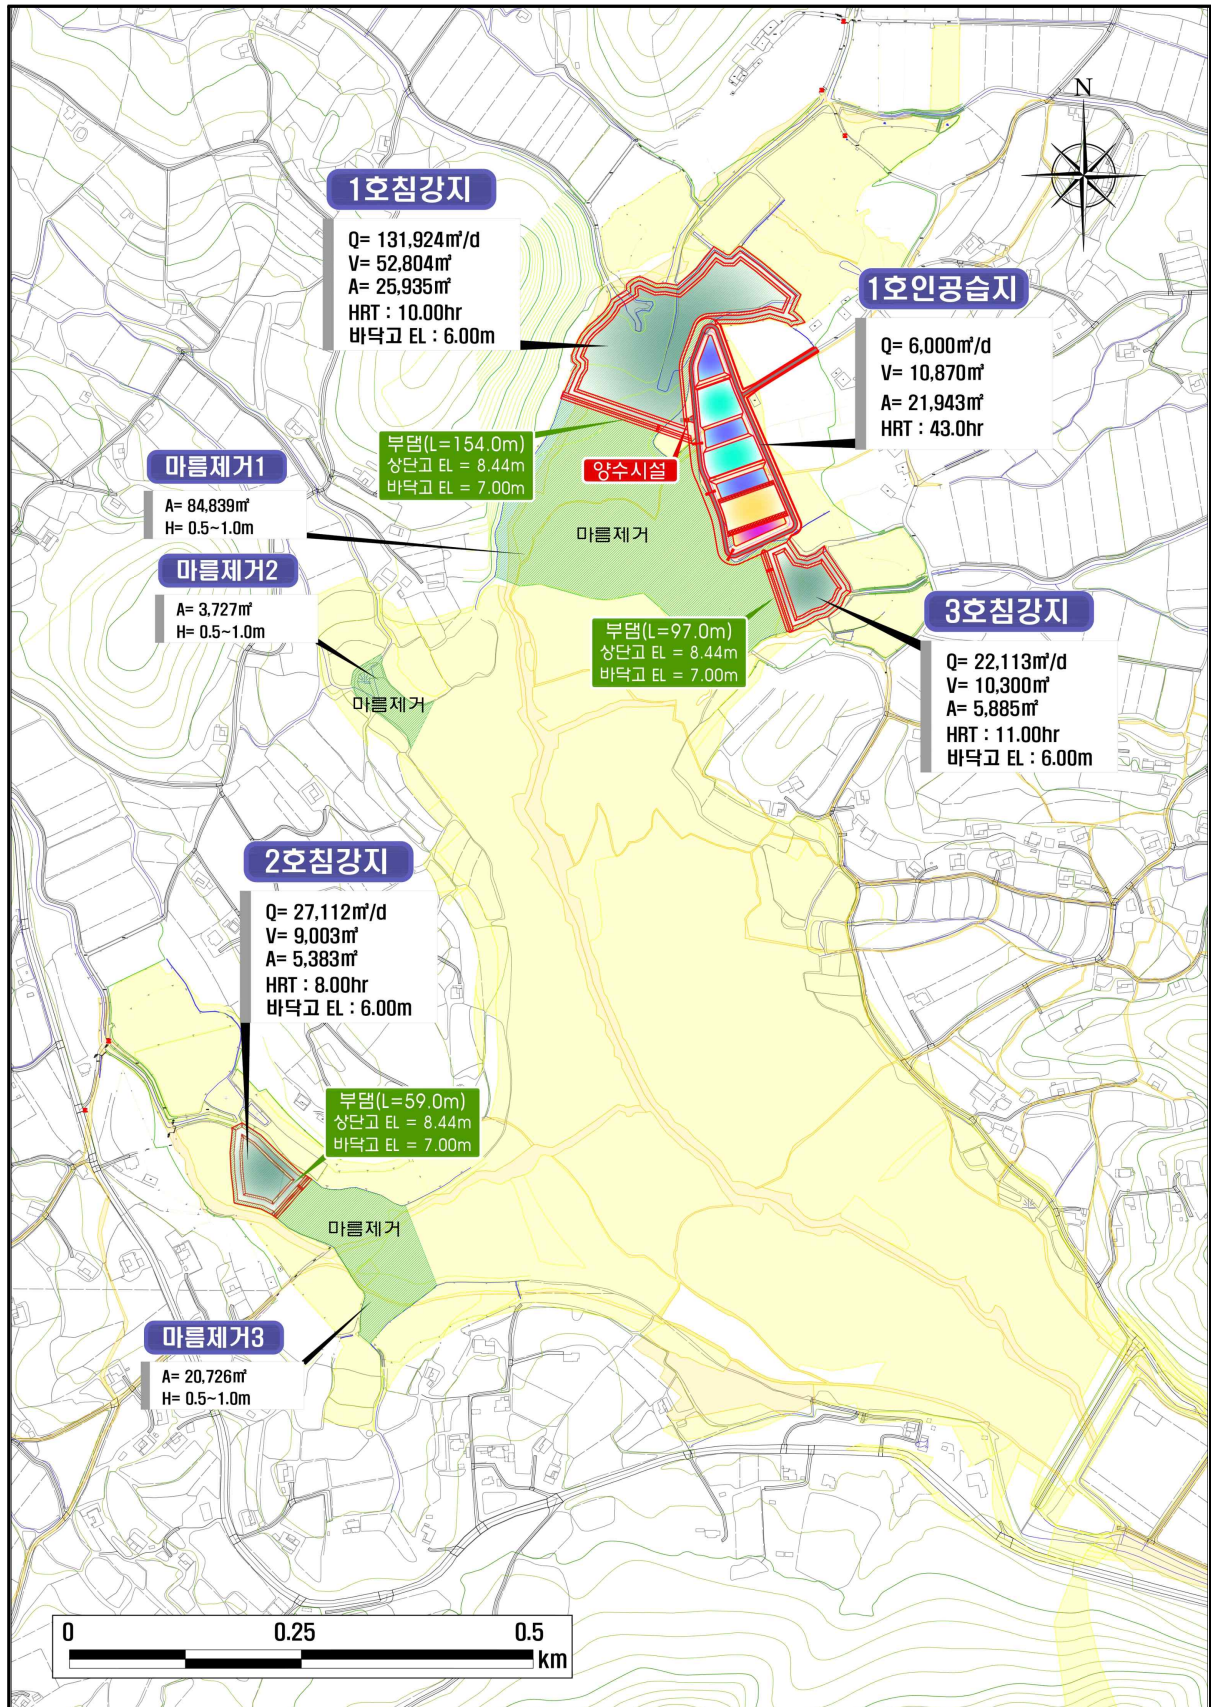 N
1호침강지
Q= 131,924㎥/d
V= 52,804㎥
A= 25,935㎡
HRT : 10.00hr
바닥고 EL : 6.00m
1호인공습지
Q= 6,000㎥/d
V= 10,870㎥
A= 21,943㎡
HRT : 43.0hr
부댐(L=154.0m)
상단고 EL = 8.44m
바닥고 EL = 7.00m
양수시설
마름제거1
A= 84,839㎡
H= 0.5~1.0m
마름제거
마름제거2
A= 3,727㎡
H= 0.5~1.0m
마름제거
부댐(L=97.0m)
상단고 EL = 8.44m
바닥고 EL = 7.00m
3호침강지
Q= 22,113㎥/d
V= 10,300㎥
A= 5,885㎡
HRT : 11.00hr
바닥고 EL : 6.00m
2호침강지
Q= 27,112㎥/d
V= 9,003㎥
A= 5,383㎡
HRT : 8.00hr
바닥고 EL : 6.00m
부댐(L=59.0m)
상단고 EL = 8.44m
바닥고 EL = 7.00m
마름제거
마름제거3
A= 20,726㎡
H= 0.5~1.0m
0 0.25 0.5
km